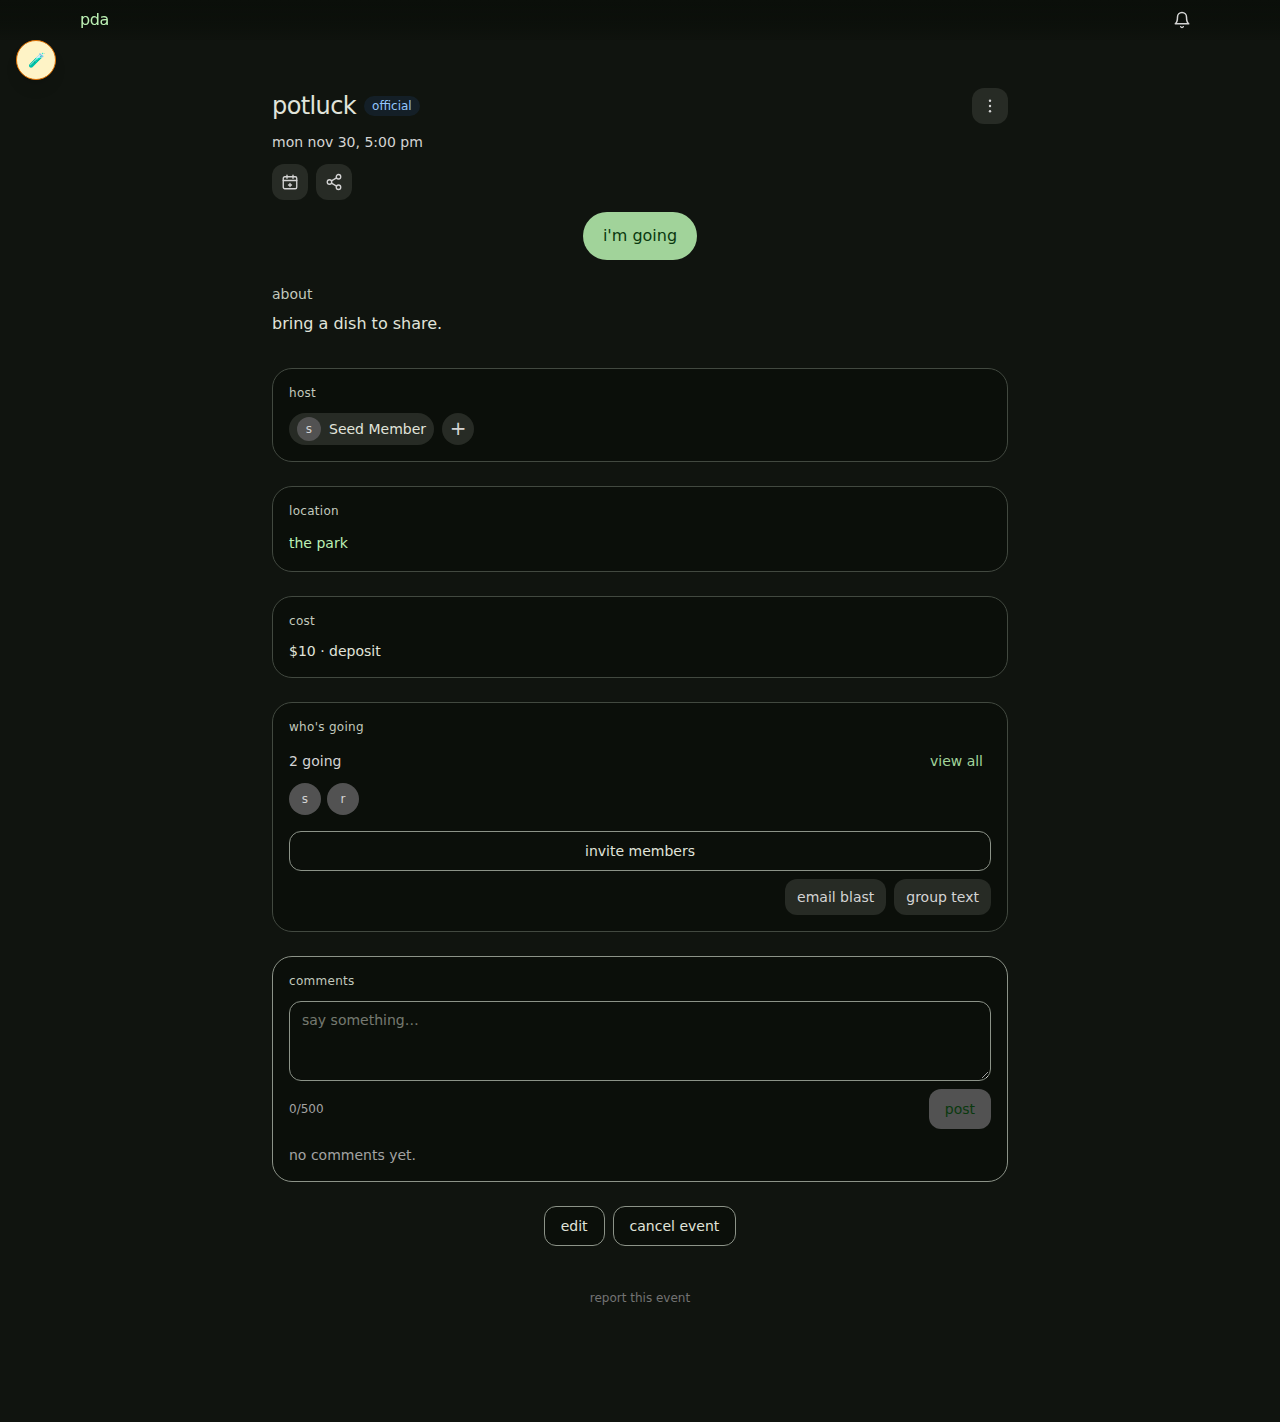 pda
potluck official
mon nov 30, 5:00 pm
i'm going
about
bring a dish to share.
host
s Seed Member +
location
the park
cost
$10 · deposit
who's going
2 going view all
s r
invite members
email blast group text
comments
say something...
0/500 post
no comments yet.
edit cancel event
report this event